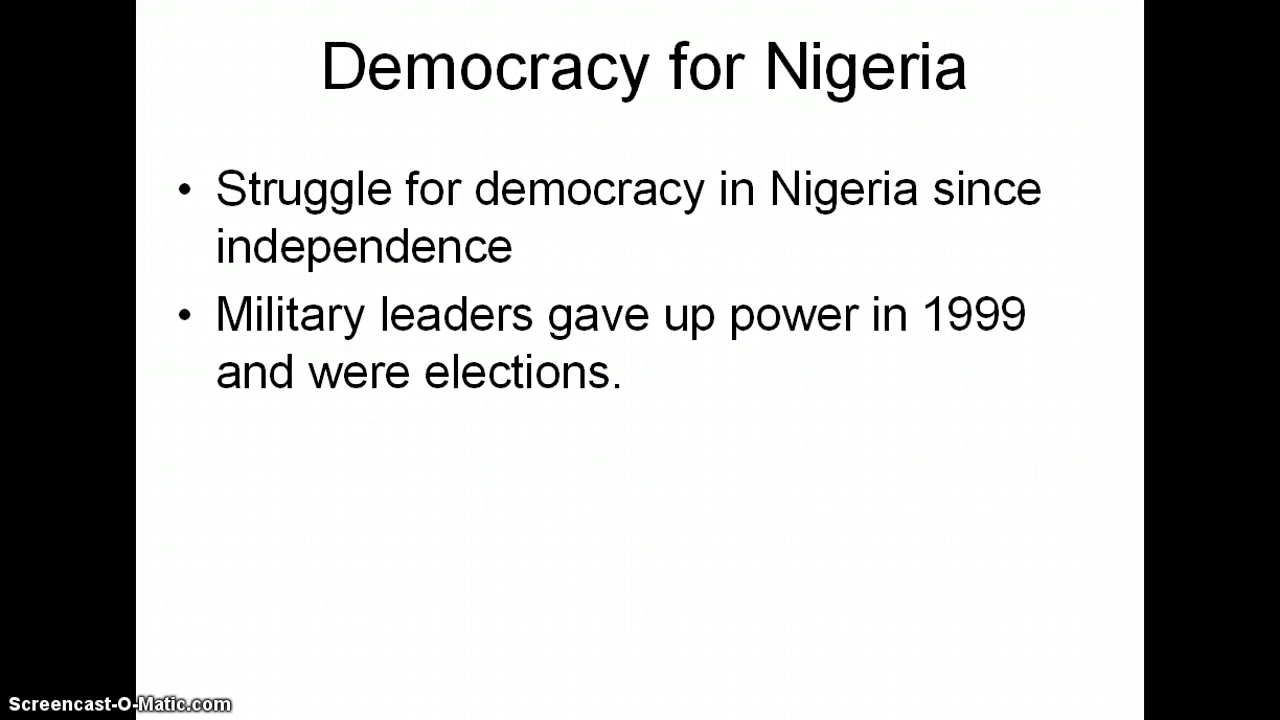 Democracy for Nigeria
• Struggle for democracy in Nigeria since
independence
• Military leaders gave up power in 1999
and were elections.
Screencast-O-Matic.com